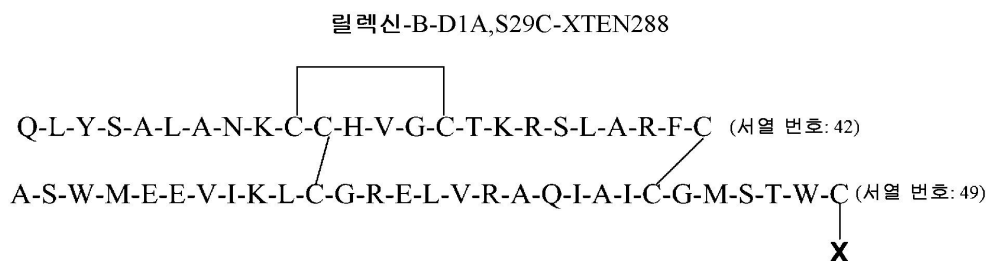 릴렉신-B-D1A,S29C-XTEN288
Q-L-Y-S-A-L-A-N-K-C-C-H-V-G-C-T-K-R-S-L-A-R-F-C (서열 번호: 42)
A-S-W-M-E-E-V-I-K-L-C-G-R-E-L-V-R-A-Q-I-A-I-C-G-M-S-T-W-C (서열 번호: 49)
X